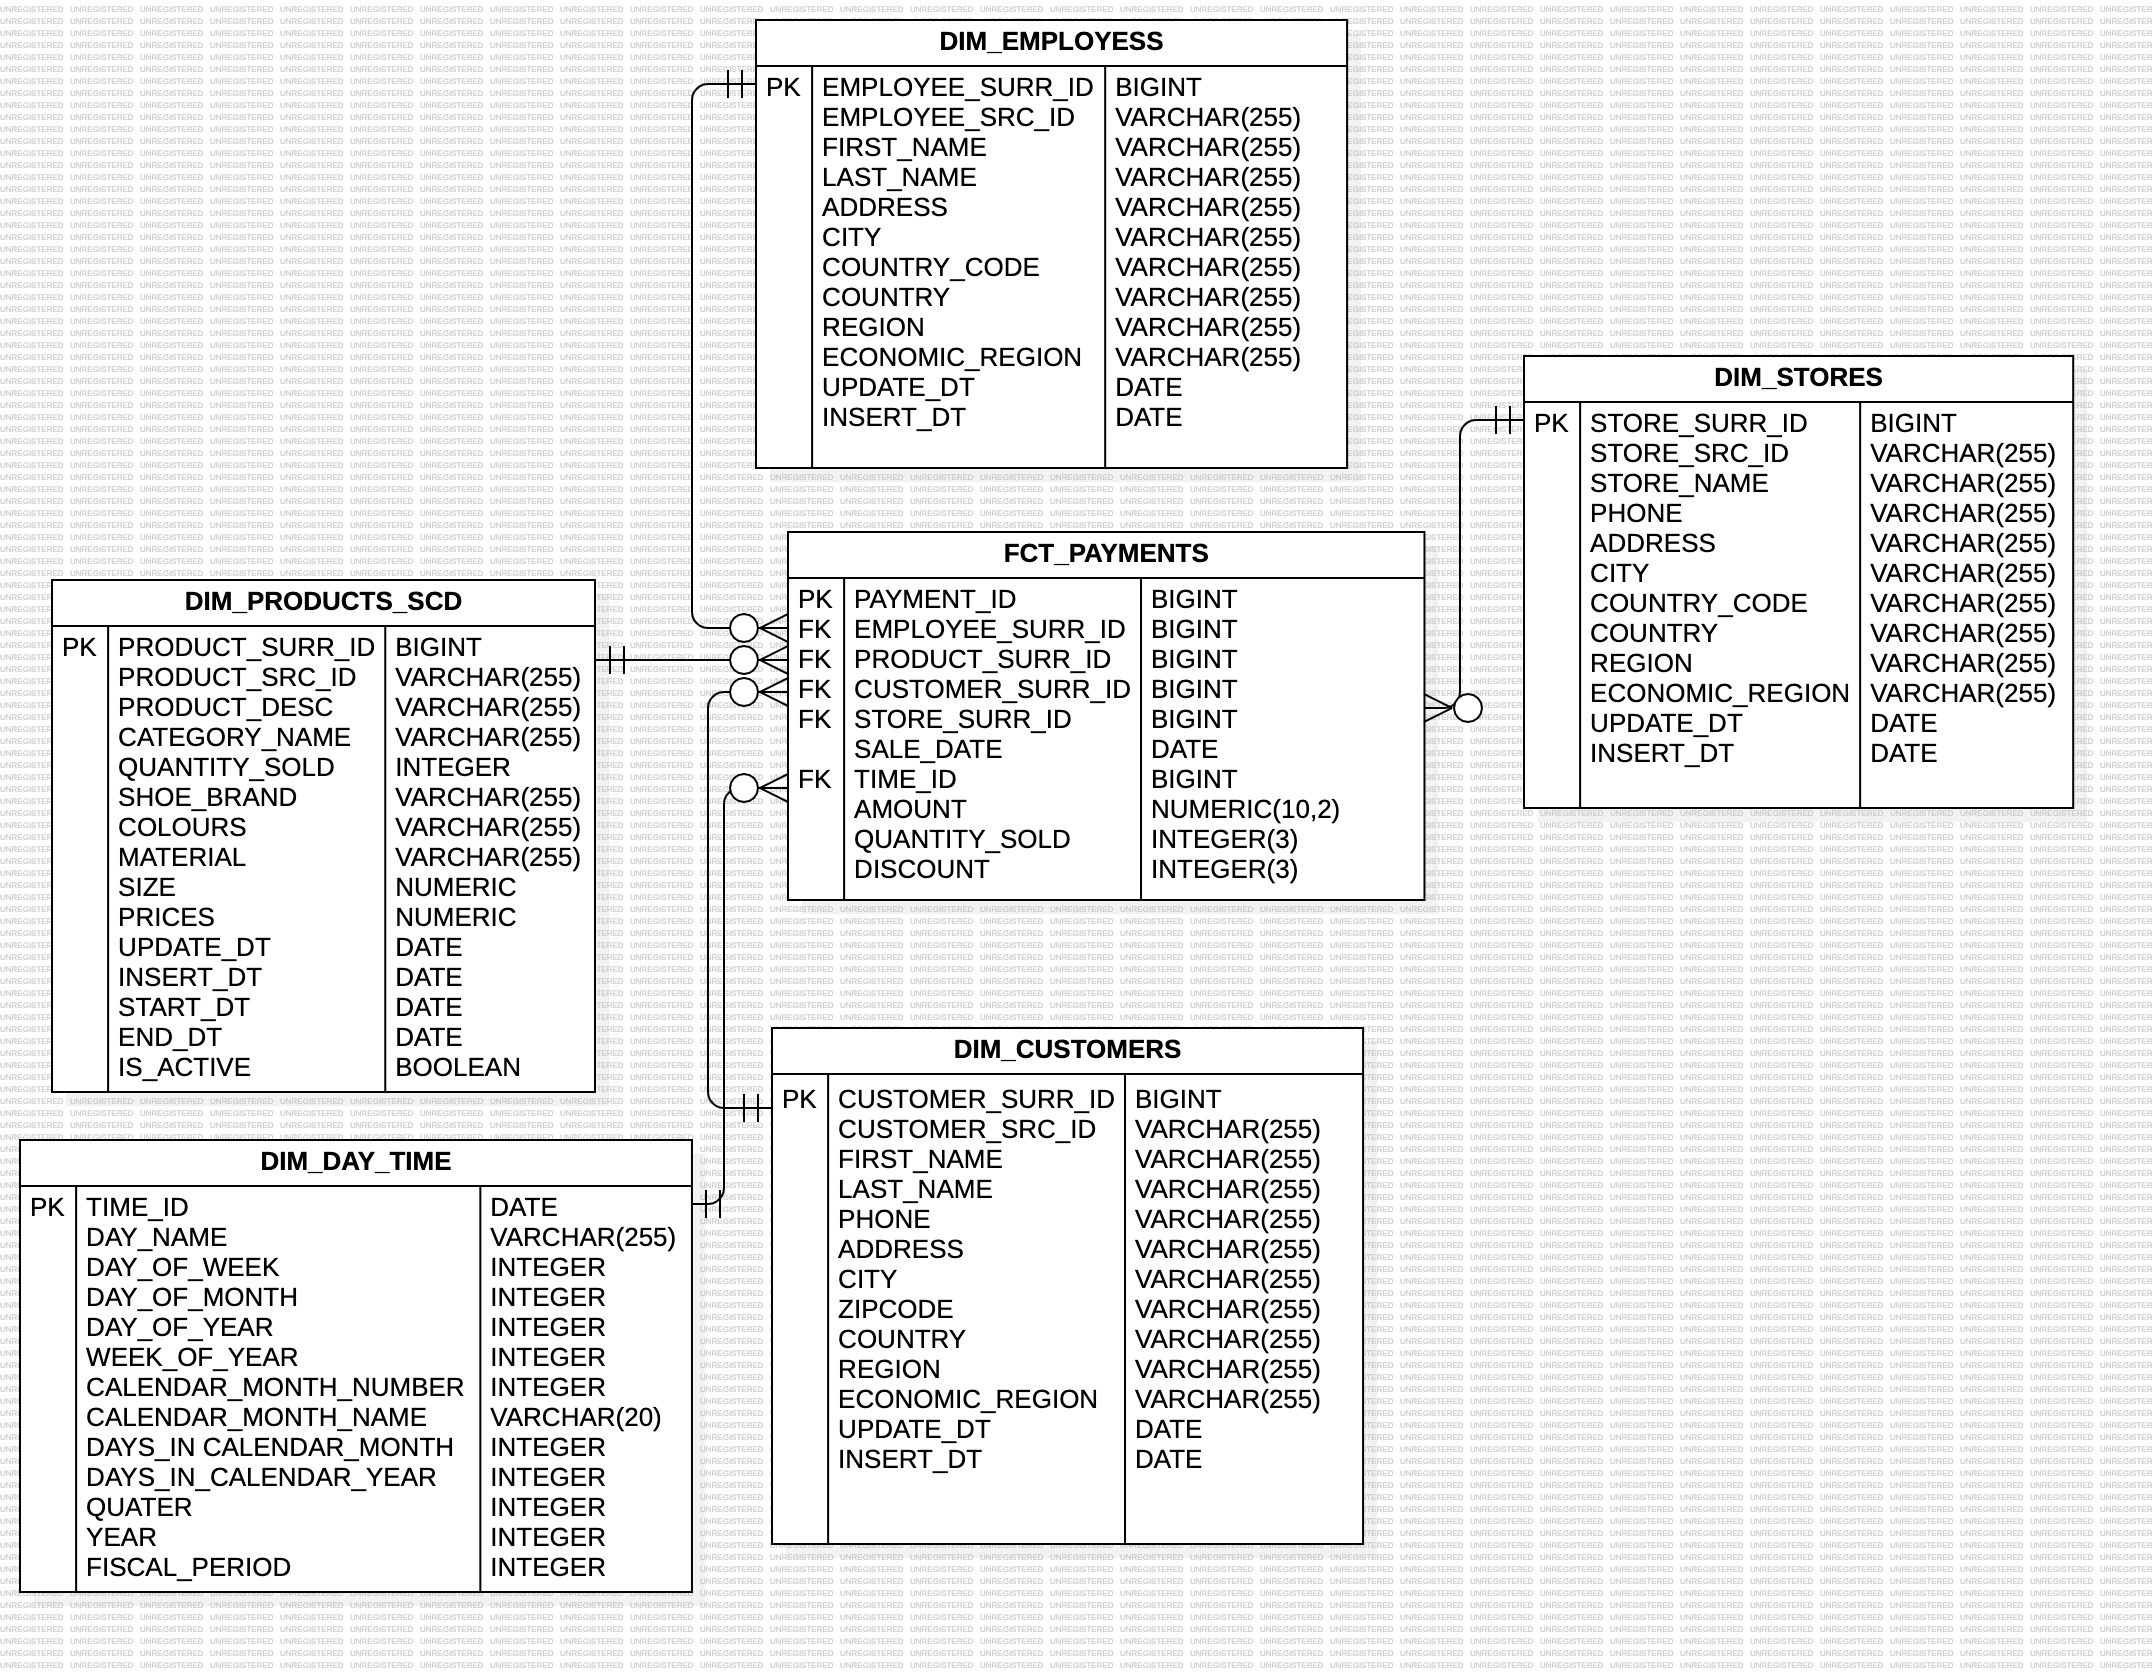 DIM_EMPLOYESS
PK EMPLOYEE_SURR_ID BIGINT
EMPLOYEE_SRC_ID VARCHAR(255)
FIRST_NAME VARCHAR(255)
LAST_NAME VARCHAR(255)
ADDRESS VARCHAR(255)
CITY VARCHAR(255)
COUNTRY_CODE VARCHAR(255)
COUNTRY VARCHAR(255)
REGION VARCHAR(255)
ECONOMIC_REGION VARCHAR(255)
UPDATE_DT DATE
INSERT_DT DATE
DIM_STORES
PK STORE_SURR_ID BIGINT
STORE_SRC_ID VARCHAR(255)
STORE_NAME VARCHAR(255)
PHONE VARCHAR(255)
ADDRESS VARCHAR(255)
CITY VARCHAR(255)
COUNTRY_CODE VARCHAR(255)
COUNTRY VARCHAR(255)
REGION VARCHAR(255)
ECONOMIC_REGION VARCHAR(255)
UPDATE_DT DATE
INSERT_DT DATE
FCT_PAYMENTS
PK PAYMENT_ID BIGINT
FK EMPLOYEE_SURR_ID BIGINT
FK PRODUCT_SURR_ID BIGINT
FK CUSTOMER_SURR_ID BIGINT
FK STORE_SURR_ID BIGINT
SALE_DATE DATE
FK TIME_ID BIGINT
AMOUNT NUMERIC(10,2)
QUANTITY_SOLD INTEGER(3)
DISCOUNT INTEGER(3)
DIM_PRODUCTS_SCD
PK PRODUCT_SURR_ID BIGINT
PRODUCT_SRC_ID VARCHAR(255)
PRODUCT_DESC VARCHAR(255)
CATEGORY_NAME VARCHAR(255)
QUANTITY_SOLD INTEGER
SHOE_BRAND VARCHAR(255)
COLOURS VARCHAR(255)
MATERIAL VARCHAR(255)
SIZE NUMERIC
PRICES NUMERIC
UPDATE_DT DATE
INSERT_DT DATE
START_DT DATE
END_DT DATE
IS_ACTIVE BOOLEAN
DIM_CUSTOMERS
PK CUSTOMER_SURR_ID BIGINT
CUSTOMER_SRC_ID VARCHAR(255)
FIRST_NAME VARCHAR(255)
LAST_NAME VARCHAR(255)
PHONE VARCHAR(255)
ADDRESS VARCHAR(255)
CITY VARCHAR(255)
ZIPCODE VARCHAR(255)
COUNTRY VARCHAR(255)
REGION VARCHAR(255)
ECONOMIC_REGION VARCHAR(255)
UPDATE_DT DATE
INSERT_DT DATE
DIM_DAY_TIME
PK TIME_ID DATE
DAY_NAME VARCHAR(255)
DAY_OF_WEEK INTEGER
DAY_OF_MONTH INTEGER
DAY_OF_YEAR INTEGER
WEEK_OF_YEAR INTEGER
CALENDAR_MONTH_NUMBER INTEGER
CALENDAR_MONTH_NAME VARCHAR(20)
DAYS_IN CALENDAR_MONTH INTEGER
DAYS_IN_CALENDAR_YEAR INTEGER
QUATER INTEGER
YEAR INTEGER
FISCAL_PERIOD INTEGER
UNREGISTERED